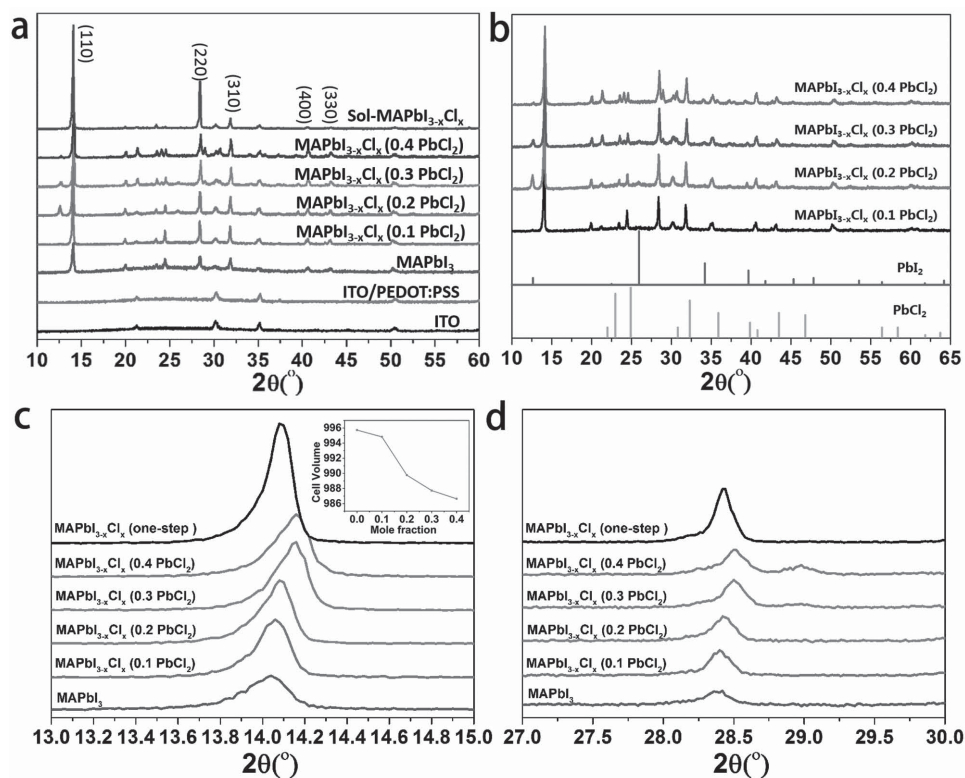 a
(110)
(220)
(310)
(400)
(330)
Sol-MAPbI3-xClx
MAPbI3-xClx (0.4 PbCl2)
MAPbI3-xClx (0.3 PbCl2)
MAPbI3-xClx (0.2 PbCl2)
MAPbI3-xClx (0.1 PbCl2)
MAPbI3
ITO/PEDOT:PSS
ITO
10 15 20 25 30 35 40 45 50 55 60
2θ(°)
b
MAPbI3-xClx (0.4 PbCl2)
MAPbI3-xClx (0.3 PbCl2)
MAPbI3-xClx (0.2 PbCl2)
MAPbI3-xClx (0.1 PbCl2)
PbI2
PbCl2
10 15 20 25 30 35 40 45 50 55 60 65
2θ(°)
c
MAPbI3-xClx (one-step )
MAPbI3-xClx (0.4 PbCl2)
MAPbI3-xClx (0.3 PbCl2)
MAPbI3-xClx (0.2 PbCl2)
MAPbI3-xClx (0.1 PbCl2)
MAPbI3
Cell Volume
996
994
992
990
988
986
0.0 0.1 0.2 0.3 0.4
Mole fraction
13.0 13.2 13.4 13.6 13.8 14.0 14.2 14.4 14.6 14.8 15.0
2θ(°)
d
MAPbI3-xClx (one-step )
MAPbI3-xClx (0.4 PbCl2)
MAPbI3-xClx (0.3 PbCl2)
MAPbI3-xClx (0.2 PbCl2)
MAPbI3-xClx (0.1 PbCl2)
MAPbI3
27.0 27.5 28.0 28.5 29.0 29.5 30.0
2θ(°)